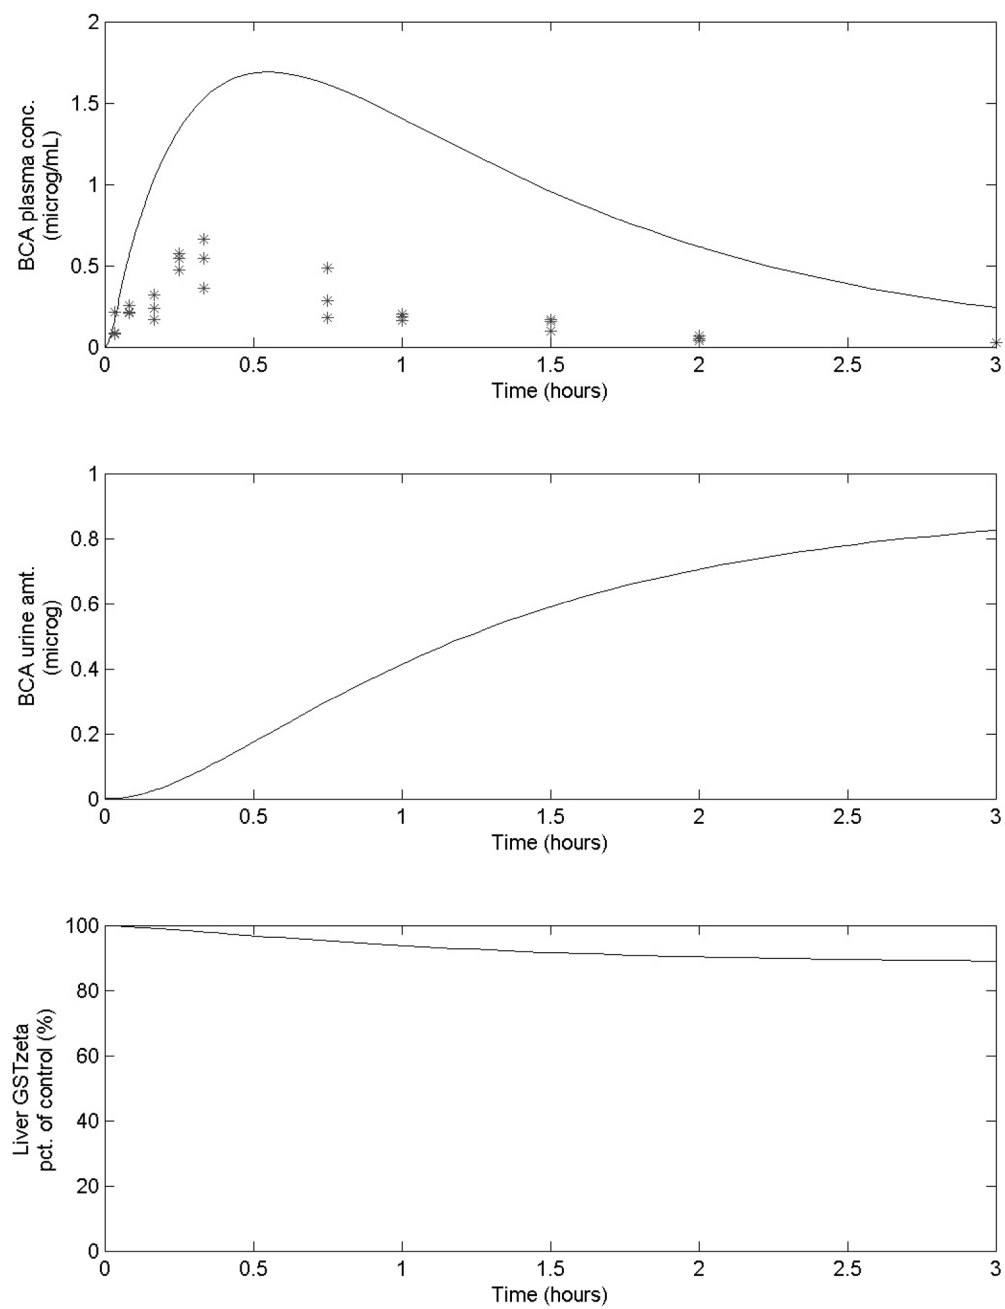 2
1.5
1
0.5
0
BCA plasma conc.
(microg/mL)
0 0.5 1 1.5 2 2.5 3
Time (hours)
1
0.8
0.6
0.4
0.2
0
BCA urine amt.
(microg)
0 0.5 1 1.5 2 2.5 3
Time (hours)
100
80
60
40
20
0
Liver GSTzeta
pct. of control (%)
0 0.5 1 1.5 2 2.5 3
Time (hours)